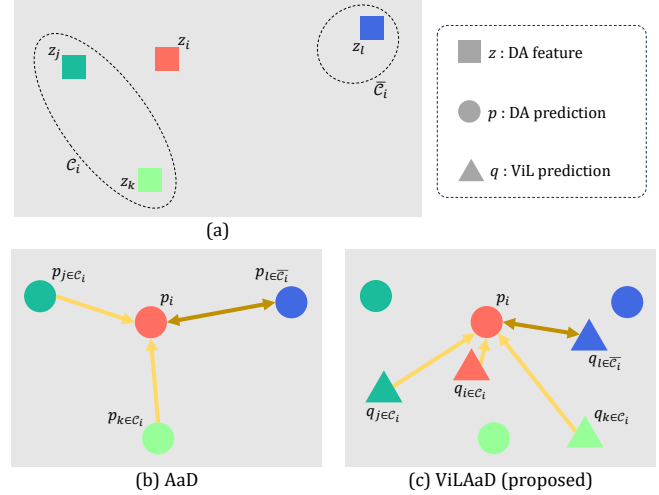 z_j
z_i
z_l
𝒞̅_i
𝒞_i
z_k
(a)
z : DA feature
p : DA prediction
q : ViL prediction
p_{j∈𝒞_i}
p_i
p_{l∈𝒞̅_i}
p_{k∈𝒞_i}
(b) AaD
p_i
q_{l∈𝒞̅_i}
q_{i∈𝒞_i}
q_{j∈𝒞_i}
q_{k∈𝒞_i}
(c) ViLAaD (proposed)